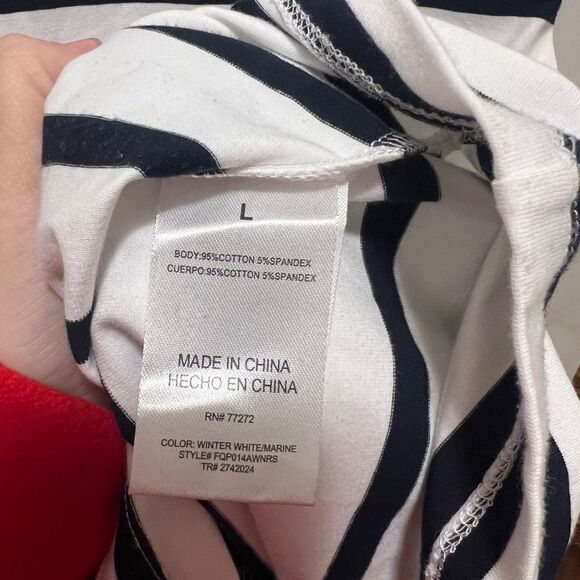 L
BODY:95%COTTON 5%SPANDEX
CUERPO:95%COTTON 5%SPANDEX
MADE IN CHINA
HECHO EN CHINA
RN# 77272
COLOR: WINTER WHITE/MARINE
STYLE# FQP014AWNRS
TR# 2742024